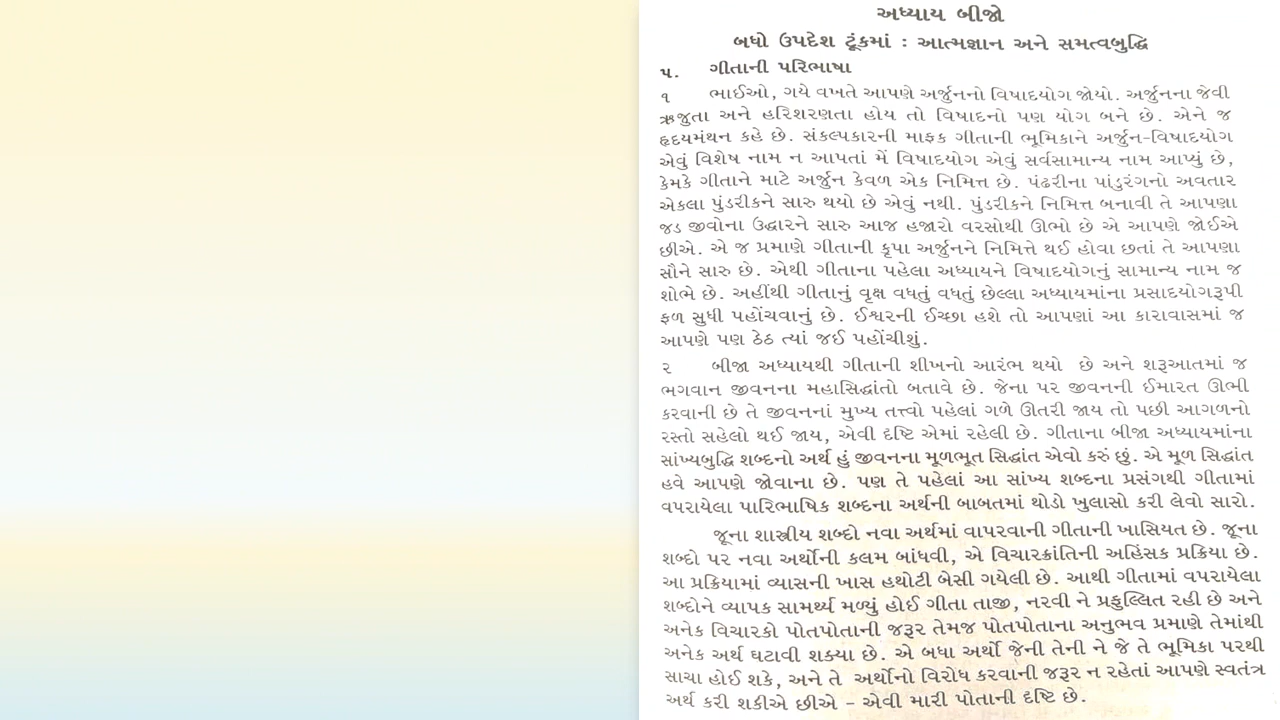 અધ્યાય બીજો
બધો ઉપદેશ ટૂંકમાં : આત્મજ્ઞાન અને સમત્વબુદ્ધિ
૫. ગીતાની પરિભાષા
૧ ભાઈઓ, ગયે વખતે આપણે અર્જુનનો વિષાદયોગ જોયો. અર્જુનના જેવી
ઋજુતા અને હરિશરણતા હોય તો વિષાદનો પણ યોગ બને છે. એને જ
હૃદયમંથન કહે છે. સંકલ્પકારની માફક ગીતાની ભૂમિકાને અર્જુન-વિષાદયોગ
એવું વિશેષ નામ ન આપતાં મેં વિષાદયોગ એવું સર્વસામાન્ય નામ આપ્યું છે,
કેમકે ગીતાને માટે અર્જુન કેવળ એક નિમિત્ત છે. પંઢરીના પાંડુરંગનો અવતાર
એકલા પુંડરીકને સારુ થયો છે એવું નથી. પુંડરીકને નિમિત્ત બનાવી તે આપણા
જડ જીવોના ઉદ્ધારને સારુ આજ હજારો વરસોથી ઊભો છે એ આપણે જોઈએ
છીએ. એ જ પ્રમાણે ગીતાની કૃપા અર્જુનને નિમિત્તે થઈ હોવા છતાં તે આપણા
સૌને સારુ છે. એથી ગીતાના પહેલા અધ્યાયને વિષાદયોગનું સામાન્ય નામ જ
શોભે છે. અહીંથી ગીતાનું વૃક્ષ વધતું વધતું છેલ્લા અધ્યાયમાંના પ્રસાદયોગરૂપી
ફળ સુધી પહોંચવાનું છે. ઈશ્વરની ઈચ્છા હશે તો આપણાં આ કારાવાસમાં જ
આપણે પણ ઠેઠ ત્યાં જઈ પહોંચીશું.
૨ બીજા અધ્યાયથી ગીતાની શીખનો આરંભ થયો છે અને શરૂઆતમાં જ
ભગવાન જીવનના મહાસિદ્ધાંતો બતાવે છે. જેના પર જીવનની ઈમારત ઊભી
કરવાની છે તે જીવનનાં મુખ્ય તત્ત્વો પહેલાં ગળે ઊતરી જાય તો પછી આગળનો
રસ્તો સહેલો થઈ જાય, એવી દૃષ્ટિ એમાં રહેલી છે. ગીતાના બીજા અધ્યાયમાંના
સાંખ્યબુદ્ધિ શબ્દનો અર્થ હું જીવનના મૂળભૂત સિદ્ધાંત એવો કરું છું. એ મૂળ સિદ્ધાંત
હવે આપણે જોવાના છે. પણ તે પહેલાં આ સાંખ્ય શબ્દના પ્રસંગથી ગીતામાં
વપરાયેલા પારિભાષિક શબ્દના અર્થની બાબતમાં થોડો ખુલાસો કરી લેવો સારો.
જૂના શાસ્ત્રીય શબ્દો નવા અર્થમાં વાપરવાની ગીતાની ખાસિયત છે. જૂના
શબ્દો પર નવા અર્થોની કલમ બાંધવી, એ વિચારક્રાંતિની અહિંસક પ્રક્રિયા છે.
આ પ્રક્રિયામાં વ્યાસની ખાસ હથોટી બેસી ગયેલી છે. આથી ગીતામાં વપરાયેલા
શબ્દોને વ્યાપક સામર્થ્ય મળ્યું હોઈ ગીતા તાજી, નરવી ને પ્રફુલ્લિત રહી છે અને
અનેક વિચારકો પોતપોતાની જરૂર તેમજ પોતપોતાના અનુભવ પ્રમાણે તેમાંથી
અનેક અર્થ ઘટાવી શક્યા છે. એ બધા અર્થો જેની તેની ને જે તે ભૂમિકા પરથી
સાચા હોઈ શકે, અને તે અર્થોનો વિરોધ કરવાની જરૂર ન રહેતાં આપણે સ્વતંત્ર
અર્થ કરી શકીએ છીએ – એવી મારી પોતાની દૃષ્ટિ છે.